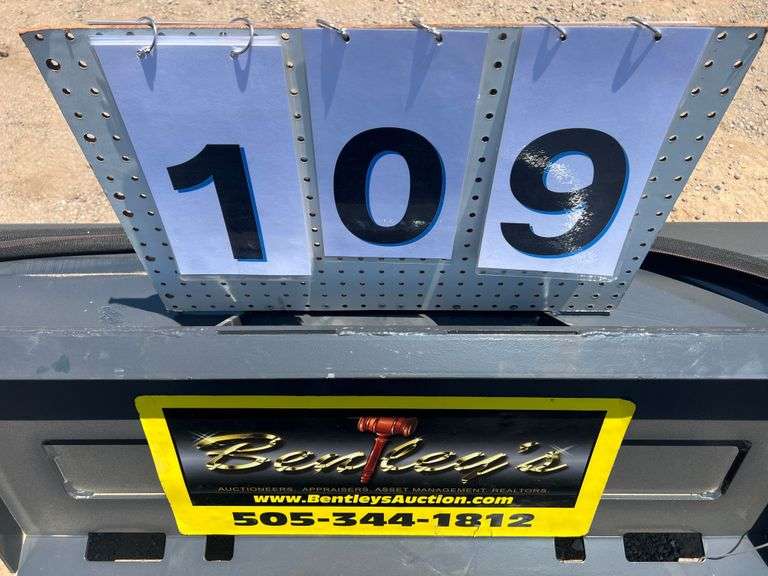 109
Bentley's
AUCTIONEERS. APPRAISERS. ASSET MANAGEMENT. REALTORS.
www.BentleysAuction.com
505-344-1812